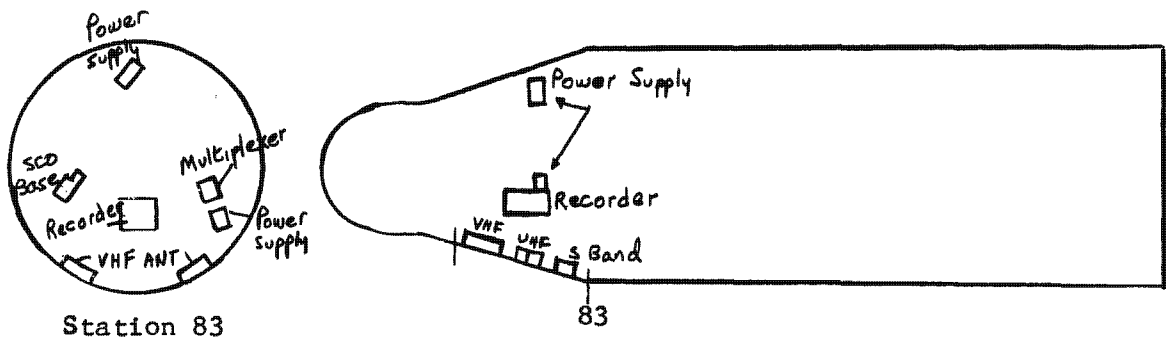 Power
Supply
SCO
Base
Multiplexer
Recorder
Power
Supply
VHF ANT
Station 83
Power Supply
Recorder
VHF
UHF
S Band
83